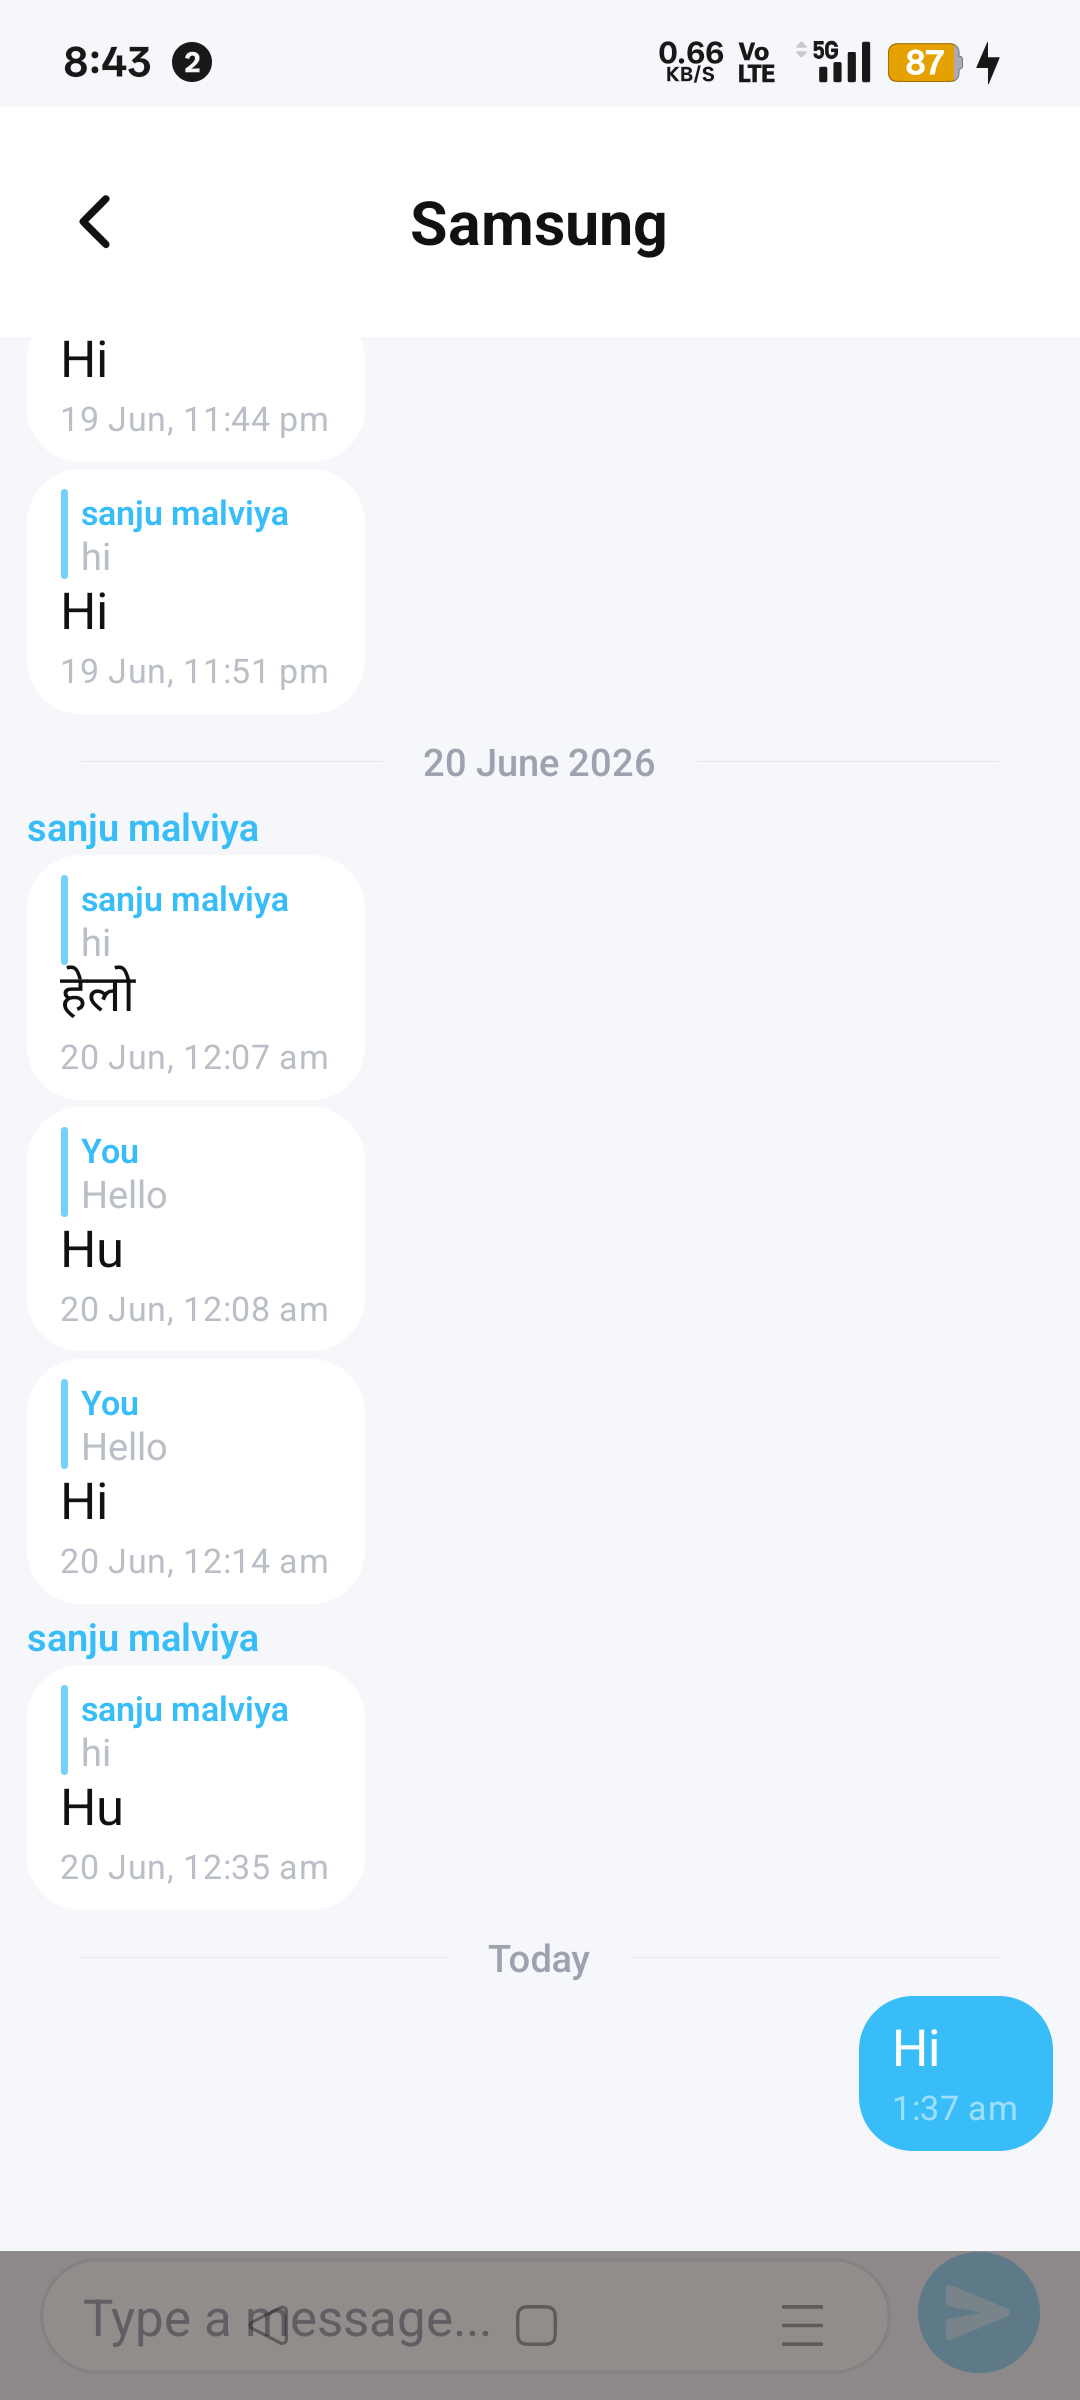 8:43 2 0.66 KB/S Vo LTE 5G 87
Samsung
Hi
19 Jun, 11:44 pm
sanju malviya
hi
Hi
19 Jun, 11:51 pm
20 June 2026
sanju malviya
sanju malviya
hi
हेलो
20 Jun, 12:07 am
You
Hello
Hu
20 Jun, 12:08 am
You
Hello
Hi
20 Jun, 12:14 am
sanju malviya
sanju malviya
hi
Hu
20 Jun, 12:35 am
Today
Hi
1:37 am
Type a message...